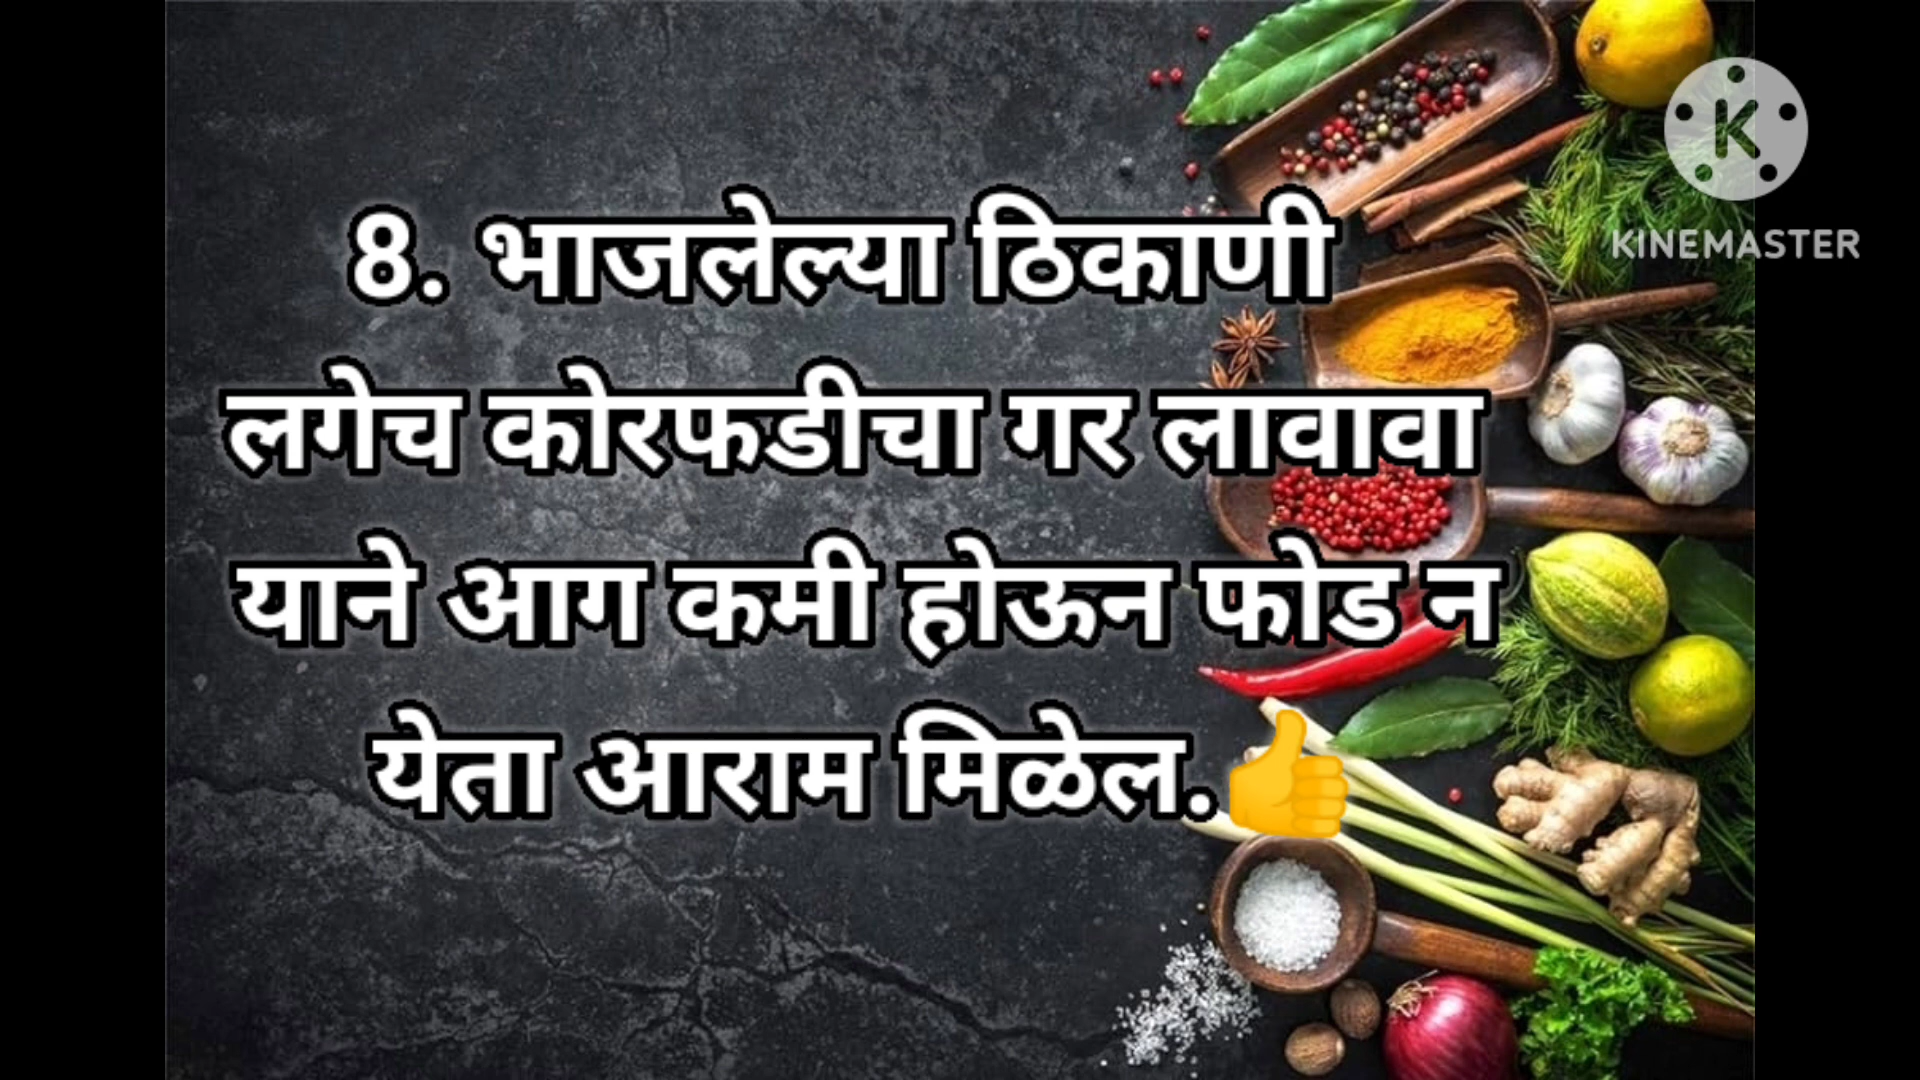 8. भाजलेल्या ठिकाणी
लगेच कोरफडीचा गर लावावा
याने आग कमी होऊन फोड न
येता आराम मिळेल.👍
K
KINEMASTER